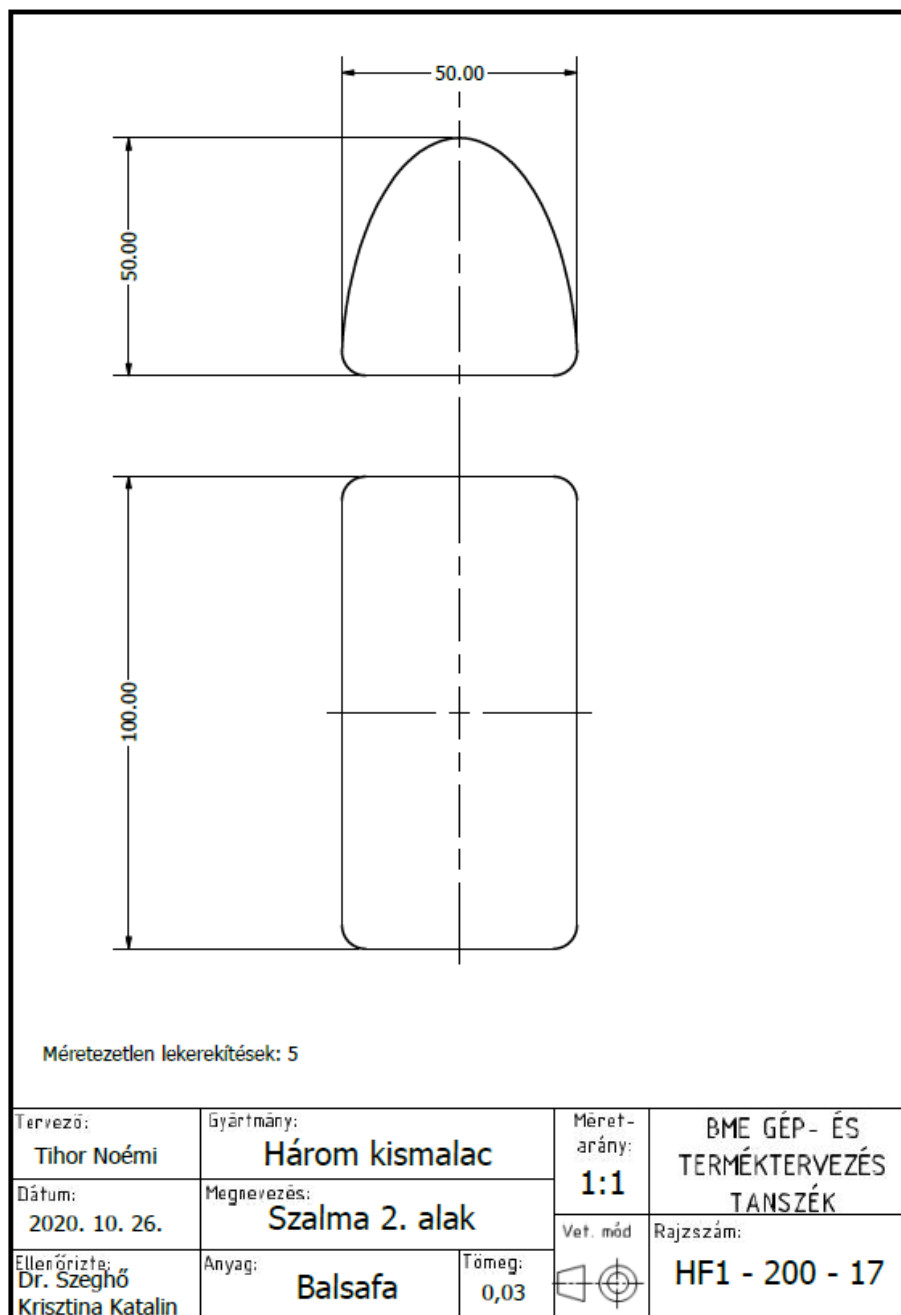 50.00
50.00
100.00
Méretezetlen lekerekítések: 5
Tervező:
Tihor Noémi
Gyártmány:
Három kismalac
Méret-
arány:
1:1
BME GÉP- ÉS
TERMÉKTERVEZÉS
TANSZÉK
Dátum:
2020. 10. 26.
Megnevezés:
Szalma 2. alak
Vet. mód
Rajzszám:
HF1 - 200 - 17
Ellenőrizte:
Dr. Szeghő
Krisztina Katalin
Anyag:
Balsafa
Tömeg:
0,03